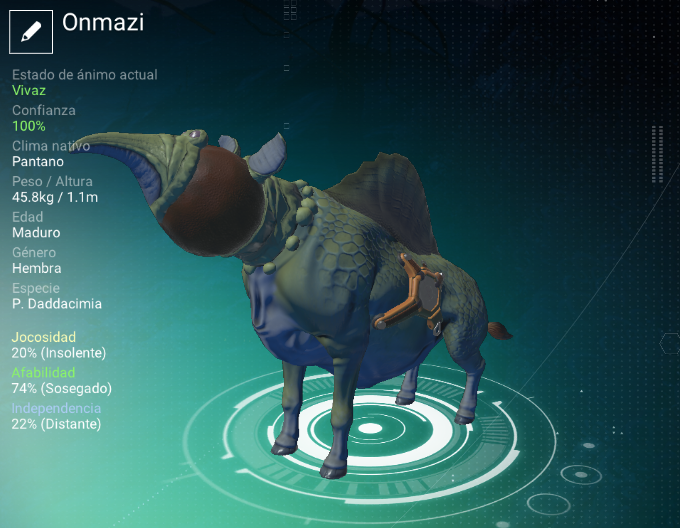 Onmazi
Estado de ánimo actual
Vivaz
Confianza
100%
Clima nativo
Pantano
Peso / Altura
45.8kg / 1.1m
Edad
Maduro
Género
Hembra
Especie
P. Daddacimia
Jocosidad
20% (Insolente)
Afabilidad
74% (Sosegado)
Independencia
22% (Distante)